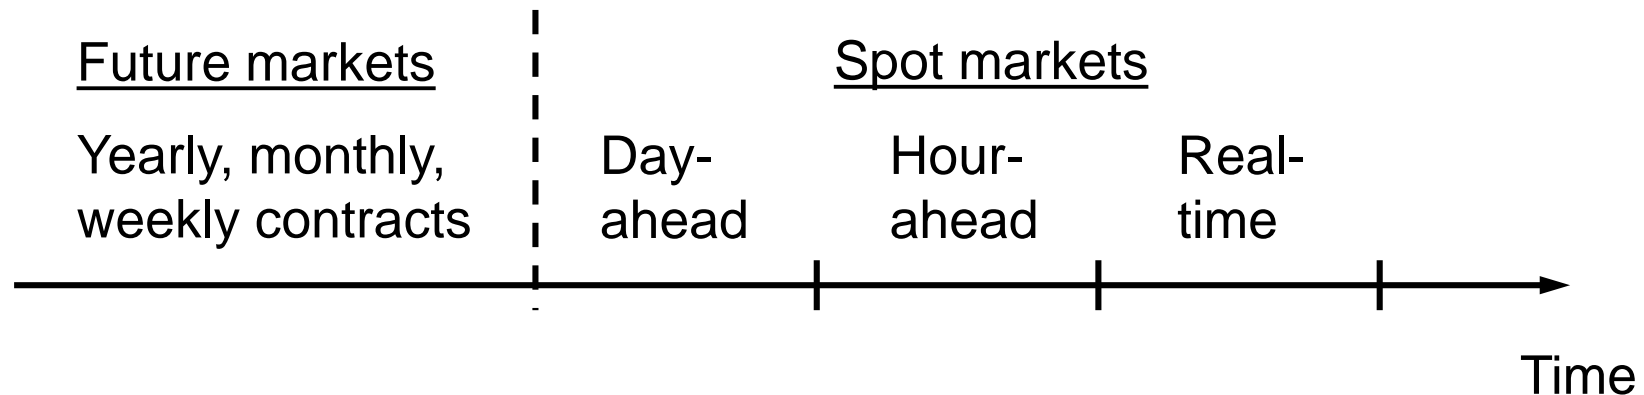 Future markets
Spot markets
Yearly, monthly,
weekly contracts
Day-
ahead
Hour-
ahead
Real-
time
Time